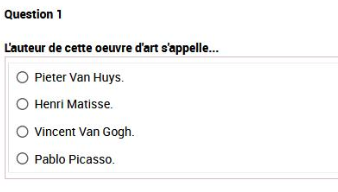 Question 1
L'auteur de cette oeuvre d'art s'appelle...
Pieter Van Huys.
Henri Matisse.
Vincent Van Gogh.
Pablo Picasso.